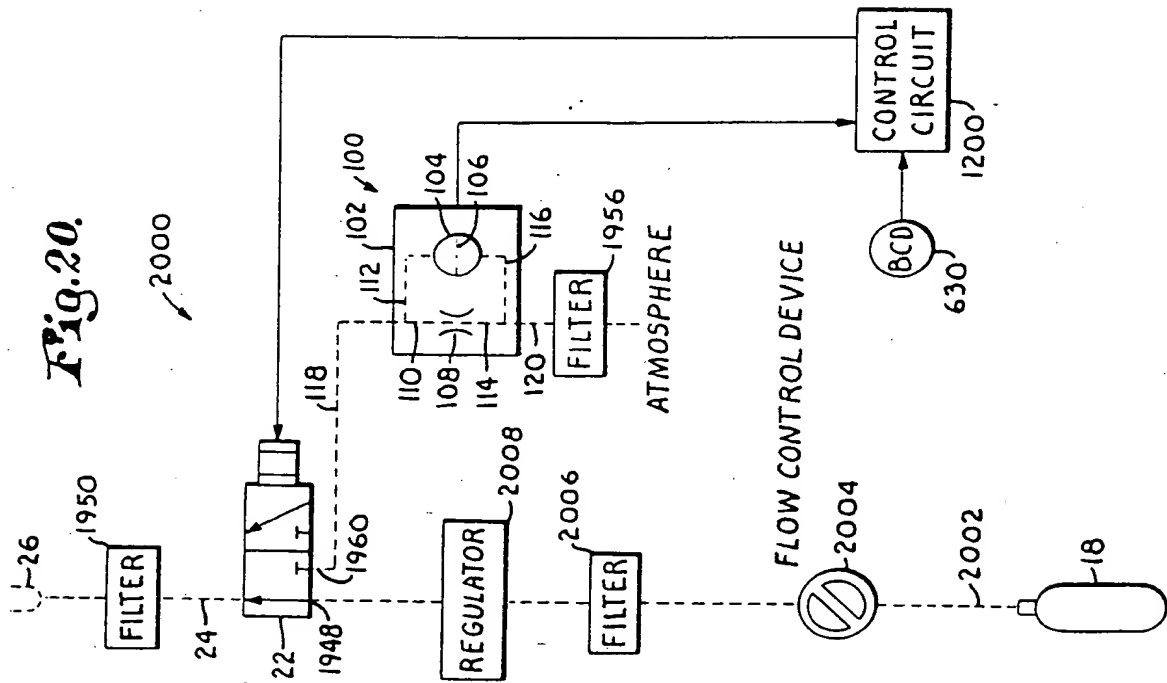 Fig. 20.
2000
26
1950
FILTER
24
22
1948
1960
118
REGULATOR
2008
FILTER
2006
FLOW CONTROL DEVICE
2004
2002
18
100
102
104
106
112
116
110
108
114
120
FILTER
1956
ATMOSPHERE
CONTROL
CIRCUIT
1200
BCD
630